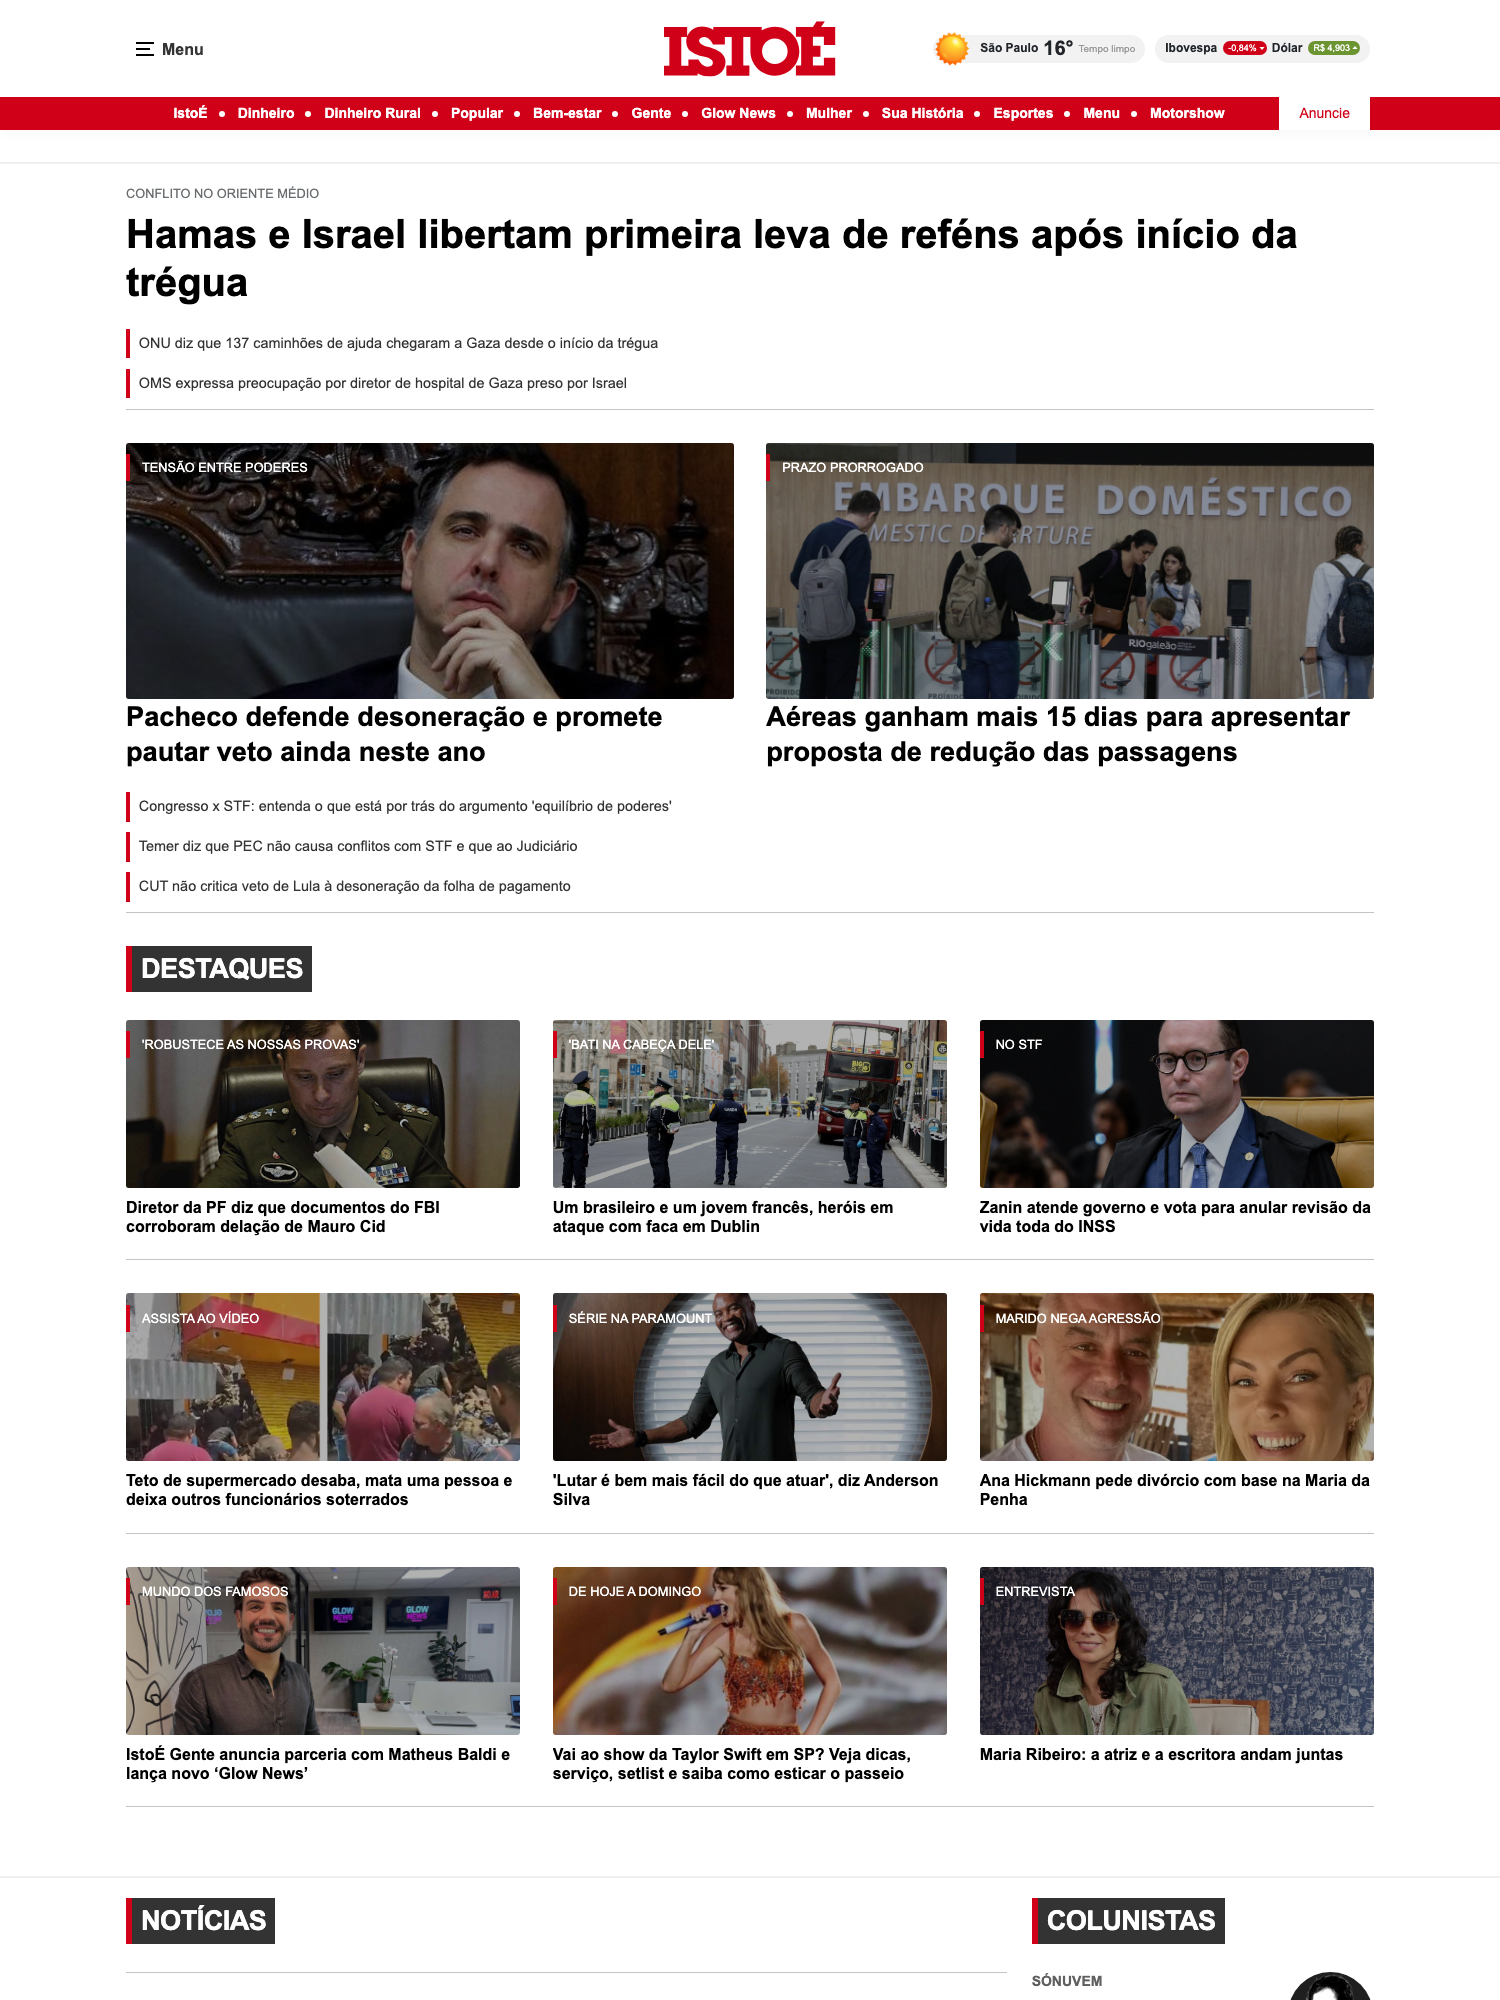 Menu
ISTOÉ
São Paulo 16° Tempo limpo
Ibovespa -0,84% Dólar R$ 4,903
IstoÉ • Dinheiro • Dinheiro Rural • Popular • Bem-estar • Gente • Glow News • Mulher • Sua História • Esportes • Menu • Motorshow
Anuncie
CONFLITO NO ORIENTE MÉDIO
Hamas e Israel libertam primeira leva de reféns após início da
trégua
ONU diz que 137 caminhões de ajuda chegaram a Gaza desde o início da trégua
OMS expressa preocupação por diretor de hospital de Gaza preso por Israel
TENSÃO ENTRE PODERES
Pacheco defende desoneração e promete
pautar veto ainda neste ano
PRAZO PRORROGADO
EMBARQUE DOMÉSTICO
RIOgaleão
Aéreas ganham mais 15 dias para apresentar
proposta de redução das passagens
Congresso x STF: entenda o que está por trás do argumento 'equilíbrio de poderes'
Temer diz que PEC não causa conflitos com STF e que ao Judiciário
CUT não critica veto de Lula à desoneração da folha de pagamento
DESTAQUES
'ROBUSTECE AS NOSSAS PROVAS'
Diretor da PF diz que documentos do FBI
corroboram delação de Mauro Cid
'BATI NA CABEÇA DELE'
Um brasileiro e um jovem francês, heróis em
ataque com faca em Dublin
NO STF
Zanin atende governo e vota para anular revisão da
vida toda do INSS
ASSISTA AO VÍDEO
Teto de supermercado desaba, mata uma pessoa e
deixa outros funcionários soterrados
SÉRIE NA PARAMOUNT
'Lutar é bem mais fácil do que atuar', diz Anderson
Silva
MARIDO NEGA AGRESSÃO
Ana Hickmann pede divórcio com base na Maria da
Penha
MUNDO DOS FAMOSOS
GLOW NEWS
GLOW NEWS
IstoÉ Gente anuncia parceria com Matheus Baldi e
lança novo ‘Glow News’
DE HOJE A DOMINGO
Vai ao show da Taylor Swift em SP? Veja dicas,
serviço, setlist e saiba como esticar o passeio
ENTREVISTA
Maria Ribeiro: a atriz e a escritora andam juntas
NOTÍCIAS
COLUNISTAS
SÓNUVEM